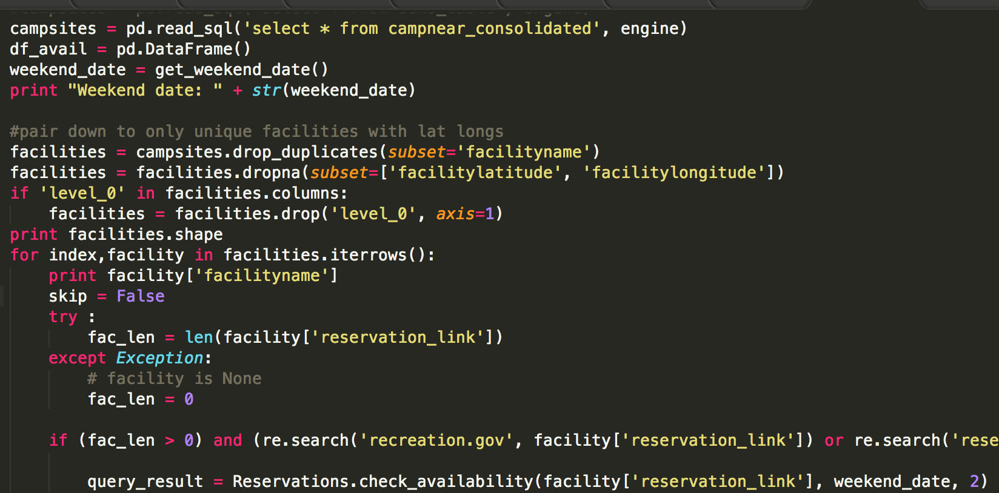 campsites = pd.read_sql('select * from campnear_consolidated', engine)
df_avail = pd.DataFrame()
weekend_date = get_weekend_date()
print "Weekend date: " + str(weekend_date)

#pair down to only unique facilities with lat longs
facilities = campsites.drop_duplicates(subset='facilityname')
facilities = facilities.dropna(subset=['facilitylatitude', 'facilitylongitude'])
if 'level_0' in facilities.columns:
    facilities = facilities.drop('level_0', axis=1)
print facilities.shape
for index,facility in facilities.iterrows():
    print facility['facilityname']
    skip = False
    try :
        fac_len = len(facility['reservation_link'])
    except Exception:
        # facility is None
        fac_len = 0

    if (fac_len > 0) and (re.search('recreation.gov', facility['reservation_link']) or re.search('rese

        query_result = Reservations.check_availability(facility['reservation_link'], weekend_date, 2)